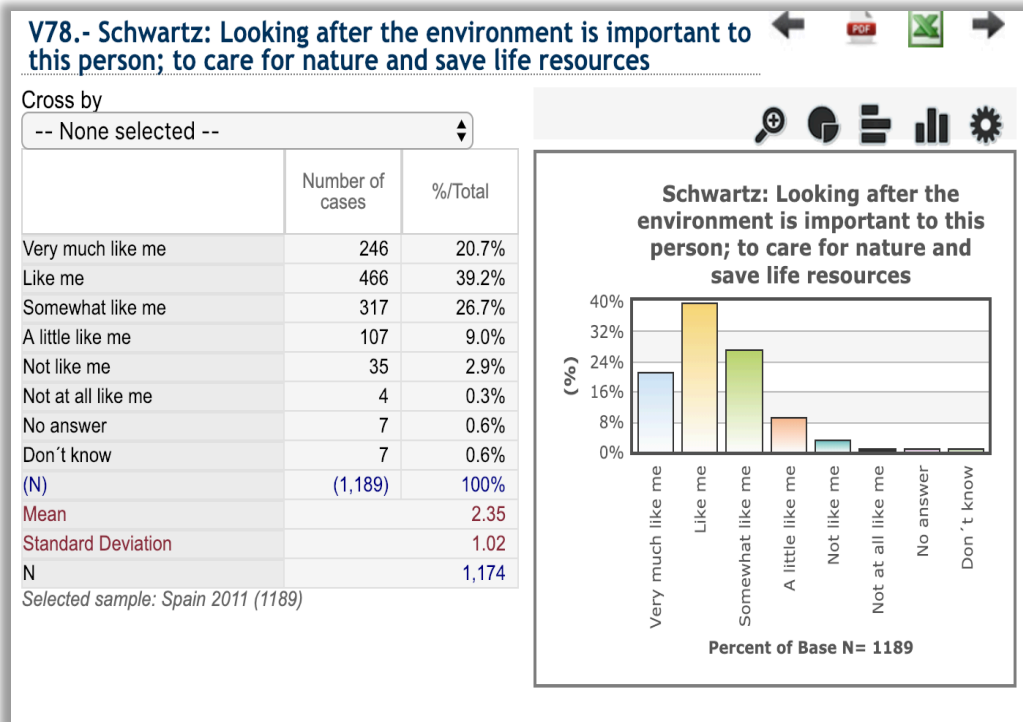 V78.- Schwartz: Looking after the environment is important to
this person; to care for nature and save life resources
PDF
Cross by
-- None selected --
Number of
cases
%/Total
Very much like me 246 20.7%
Like me 466 39.2%
Somewhat like me 317 26.7%
A little like me 107 9.0%
Not like me 35 2.9%
Not at all like me 4 0.3%
No answer 7 0.6%
Don´t know 7 0.6%
(N) (1,189) 100%
Mean 2.35
Standard Deviation 1.02
N 1,174
Selected sample: Spain 2011 (1189)
Schwartz: Looking after the
environment is important to this
person; to care for nature and
save life resources
40%
32%
24%
16%
8%
0%
(%)
Very much like me
Like me
Somewhat like me
A little like me
Not like me
Not at all like me
No answer
Don´t know
Percent of Base N= 1189